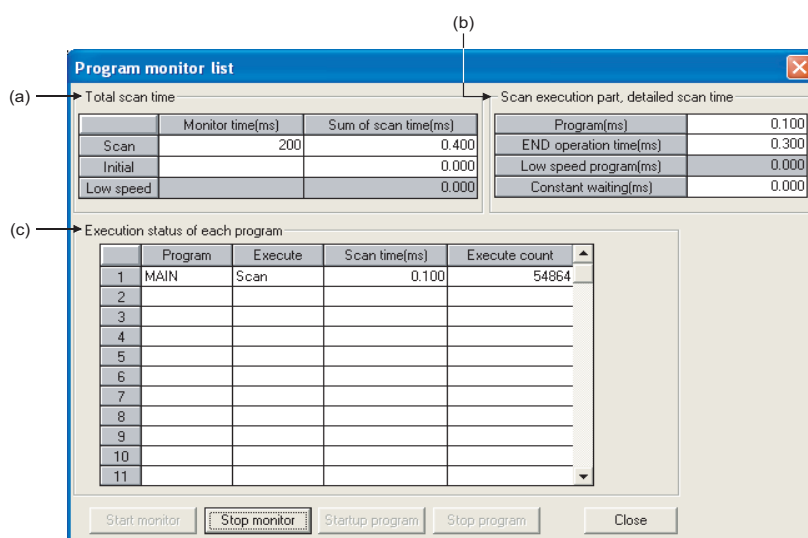 (b)
Program monitor list
(a)
Total scan time
Monitor time(ms) Sum of scan time(ms)
Scan 200 0.400
Initial 0.000
Low speed 0.000
Scan execution part, detailed scan time
Program(ms) 0.100
END operation time(ms) 0.300
Low speed program(ms) 0.000
Constant waiting(ms) 0.000
(c)
Execution status of each program
Program Execute Scan time(ms) Execute count
1 MAIN Scan 0.100 54864
2
3
4
5
6
7
8
9
10
11
Start monitor Stop monitor Startup program Stop program Close